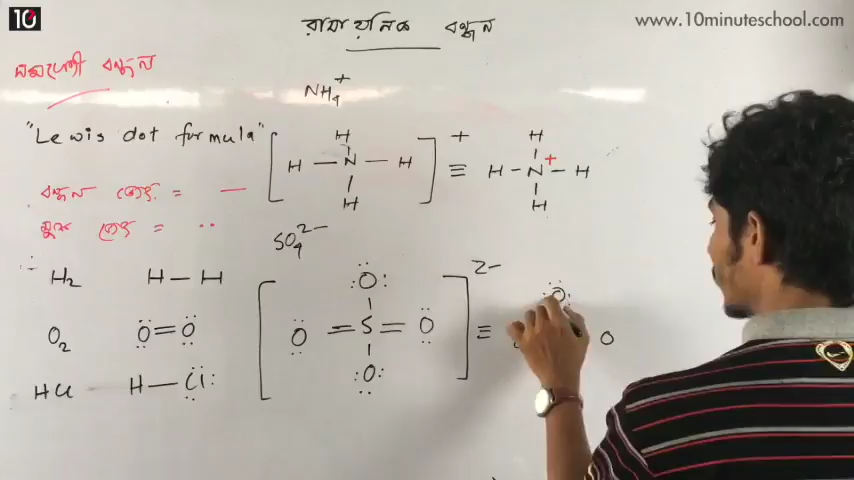 10
রাসায়নিক বন্ধন
www.10minuteschool.com
সমযোজী বন্ধন
NH₄⁺
"Lewis dot formula"
বন্ধন জোড় = —
মুক্ত জোড় = ··
[H — N — H, H, H]⁺ ≡ H — N⁺ — H, H, H
SO₄²⁻
H₂ H — H
O₂ O = O
HCl H — Cl
[O = S = O, O, O]²⁻ ≡ O O